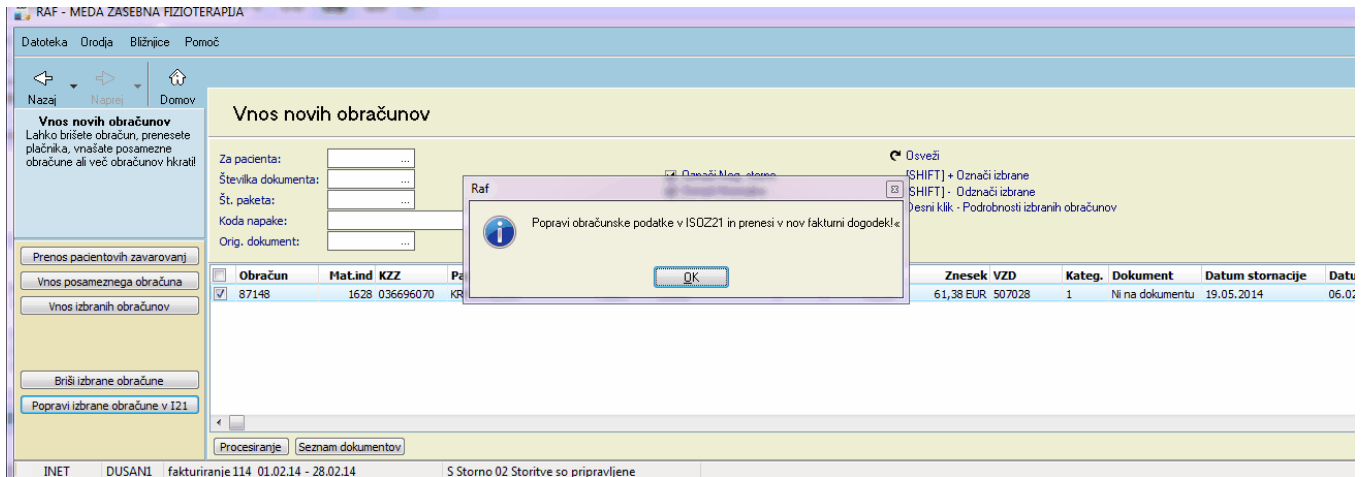 RAF - MEDA ZASEBNA FIZIOTERAPIJA
Datoteka Orodja Bližnjice Pomoč
Nazaj Naprej Domov
Vnos novih obračunov
Lahko brišete obračun, prenesete
plačnika, vnašate posamezne
obračune ali več obračunov hkrati!
Vnos novih obračunov
Za pacienta: ...
Številka dokumenta: ...
Št. paketa: ...
Koda napake:
Orig. dokument: ...
Osveži
[SHIFT] + Označi izbrane
[SHIFT] - Odznači izbrane
Desni klik - Podrobnosti izbranih obračunov
Raf
Popravi obračunske podatke v ISOZ21 in prenesi v nov fakturni dogodek!«
OK
Prenos pacientovih zavarovanj
Vnos posameznega obračuna
Vnos izbranih obračunov
Briši izbrane obračune
Popravi izbrane obračune v I21
Obračun Mat.ind KZZ Znesek VZD Kateg. Dokument Datum stornacije
87148 1628 036696070 61,38 EUR 507028 1 Ni na dokumentu 19.05.2014
Procesiranje Seznam dokumentov
INET DUSAN1 fakturiranje 114 01.02.14 - 28.02.14 S Storno 02 Storitve so pripravljene